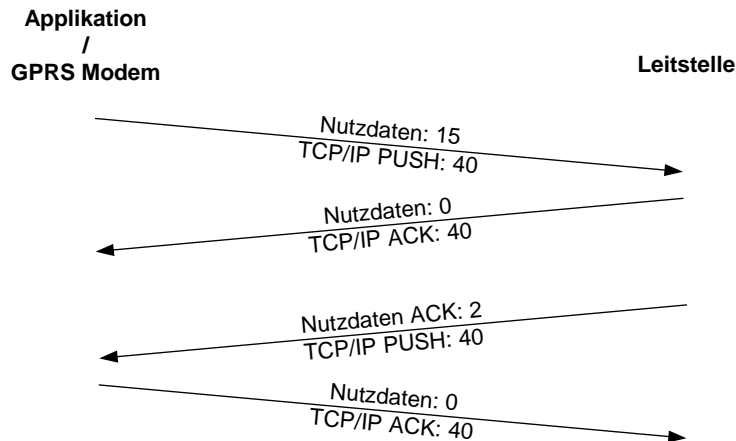 Applikation
/
GPRS Modem
Leitstelle
Nutzdaten: 15
TCP/IP PUSH: 40
Nutzdaten: 0
TCP/IP ACK: 40
Nutzdaten ACK: 2
TCP/IP PUSH: 40
Nutzdaten: 0
TCP/IP ACK: 40